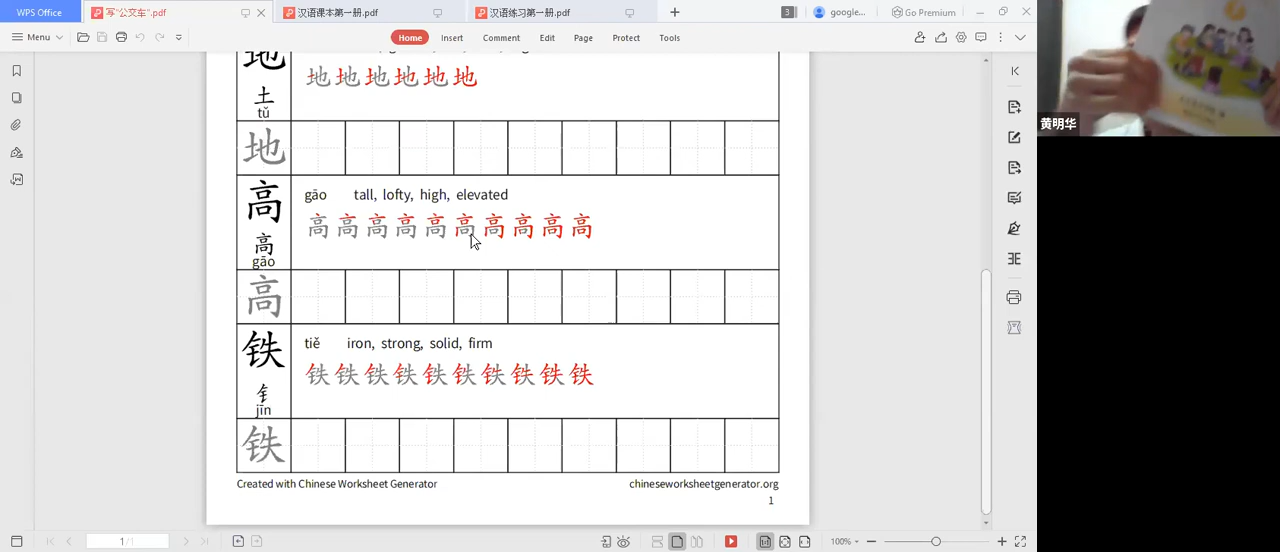 WPS Office
写"公交车".pdf
汉语课本第一册.pdf
汉语练习第一册.pdf
3
google...
Go Premium
Menu
Home
Insert
Comment
Edit
Page
Protect
Tools
地
地 地 地 地 地 地
土
tǔ
地
高
gāo tall, lofty, high, elevated
高 高 高 高 高 高 高 高 高 高
高
gāo
高
铁
tiě iron, strong, solid, firm
铁 铁 铁 铁 铁 铁 铁 铁 铁 铁
钅
jīn
铁
Created with Chinese Worksheet Generator
chineseworksheetgenerator.org
1
1/1
100%
黄明华